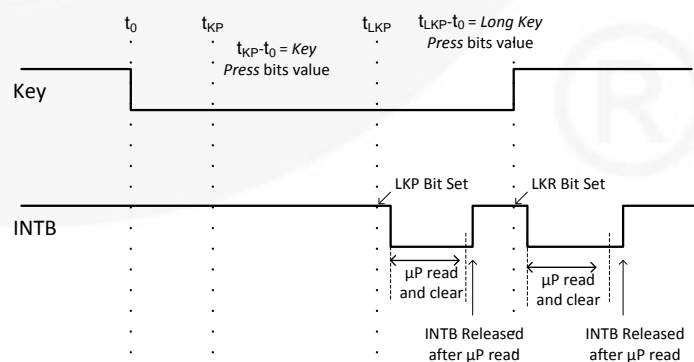 t0 tKP tLKP tLKP-t0 = Long Key
Press bits value
tKP-t0 = Key
Press bits value
Key
LKP Bit Set
LKR Bit Set
INTB
µP read
and clear
µP read
and clear
INTB Released
after µP read
INTB Released
after µP read
®